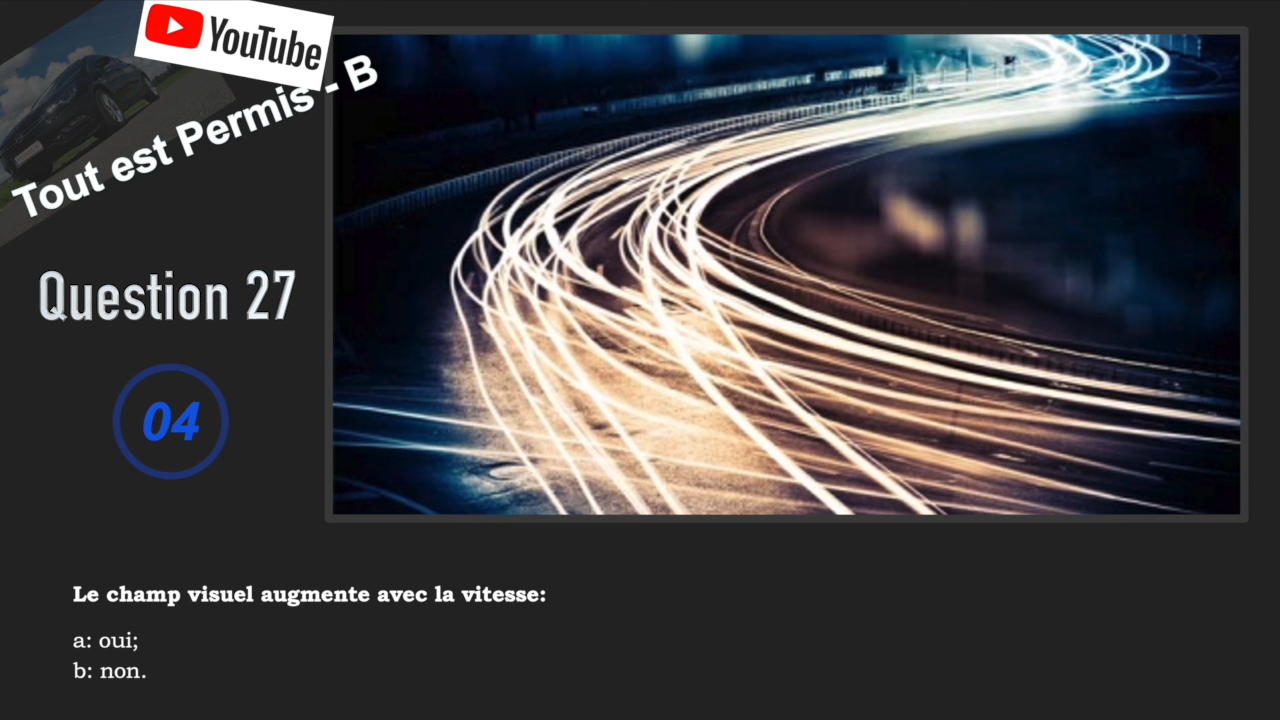 YouTube
Tout est Permis - B
Question 27
04
Le champ visuel augmente avec la vitesse:
a: oui;
b: non.